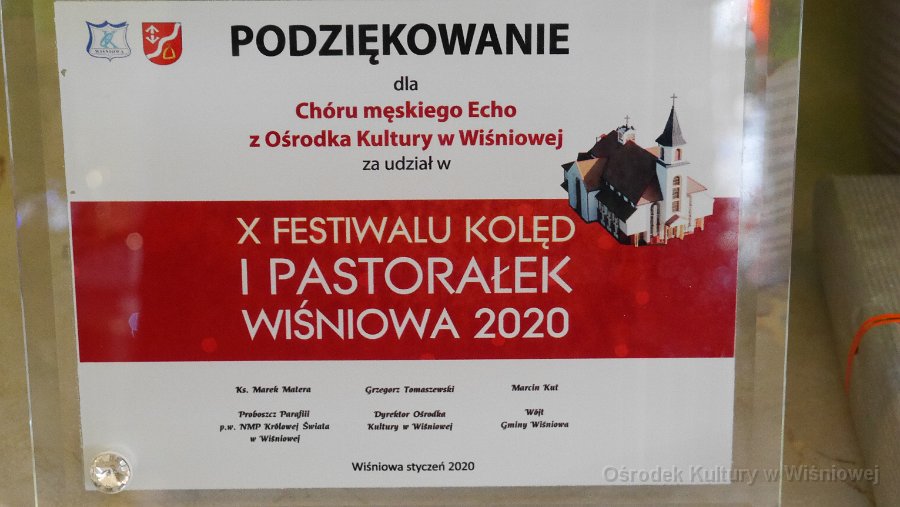 WIŚNIOWA
PODZIĘKOWANIE
dla
Chóru męskiego Echo
z Ośrodka Kultury w Wiśniowej
za udział w
X FESTIWALU KOLĘD
I PASTORAŁEK
WIŚNIOWA 2020
Ks. Marek Matera
Proboszcz Parafiii
p.w. NMP Królowej Świata
w Wiśniowej
Grzegorz Tomaszewski
Dyrektor Ośrodka
Kultury w Wiśniowej
Marcin Kut
Wójt
Gminy Wiśniowa
Wiśniowa styczeń 2020
Ośrodek Kultury w Wiśniowej